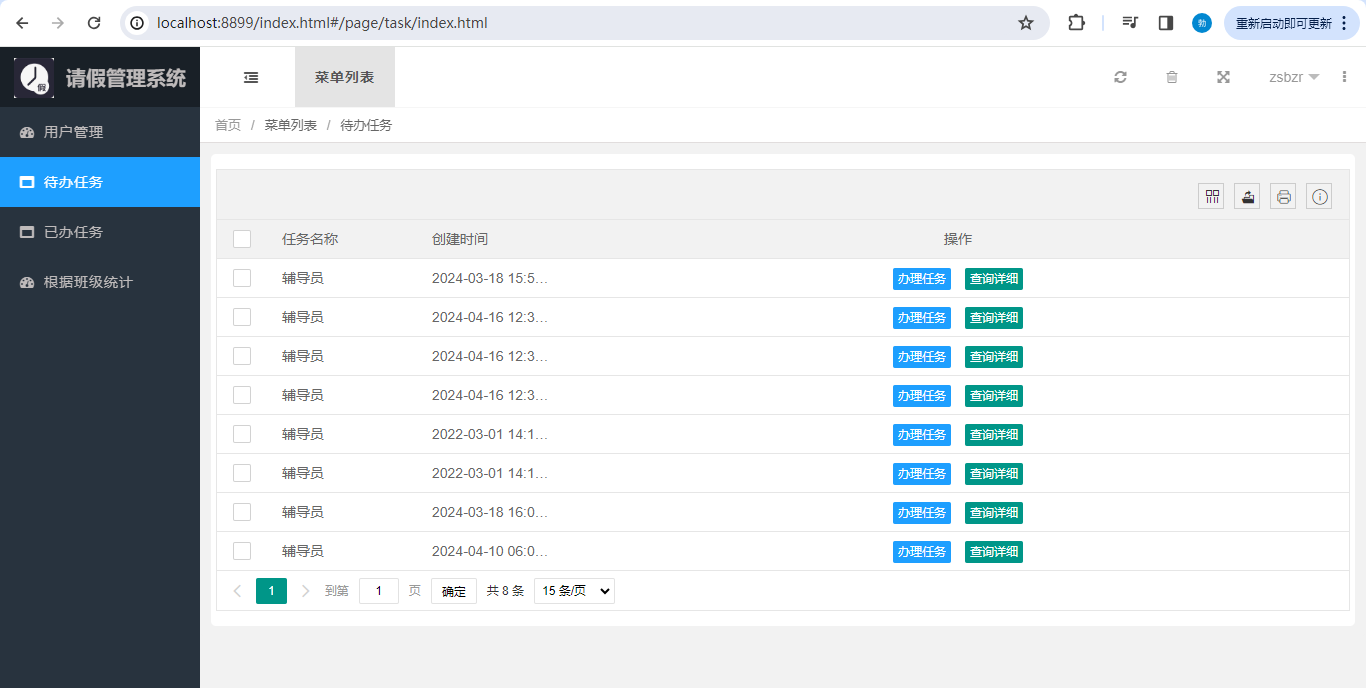 localhost:8899/index.html#/page/task/index.html 勃 重新启动即可更新
假 请假管理系统 菜单列表 zsbzr
首页 / 菜单列表 / 待办任务
用户管理
待办任务
已办任务
根据班级统计
任务名称 创建时间 操作
辅导员 2024-03-18 15:5... 办理任务 查询详细
辅导员 2024-04-16 12:3... 办理任务 查询详细
辅导员 2024-04-16 12:3... 办理任务 查询详细
辅导员 2024-04-16 12:3... 办理任务 查询详细
辅导员 2022-03-01 14:1... 办理任务 查询详细
辅导员 2022-03-01 14:1... 办理任务 查询详细
辅导员 2024-03-18 16:0... 办理任务 查询详细
辅导员 2024-04-10 06:0... 办理任务 查询详细
1 到第 1 页 确定 共 8 条 15 条/页